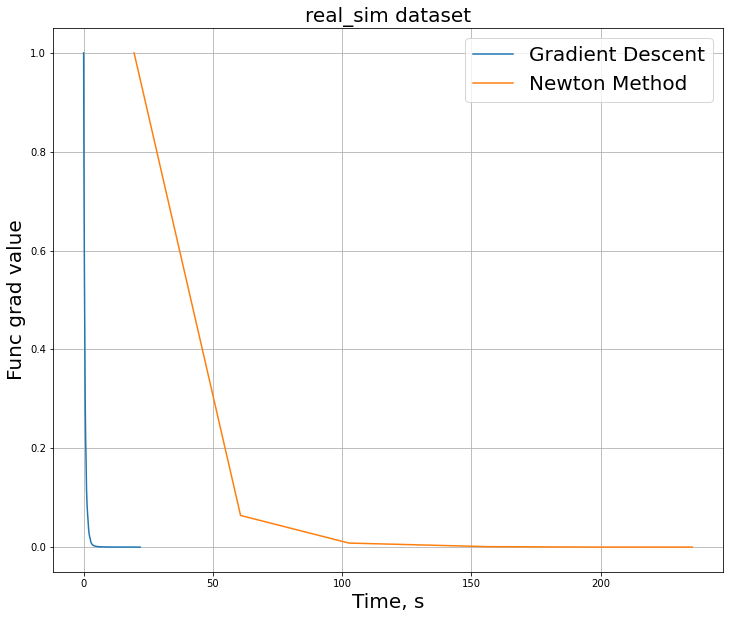 real_sim dataset
Gradient Descent
Newton Method
Func grad value
1.0
0.8
0.6
0.4
0.2
0.0
0
50
100
150
200
Time, s